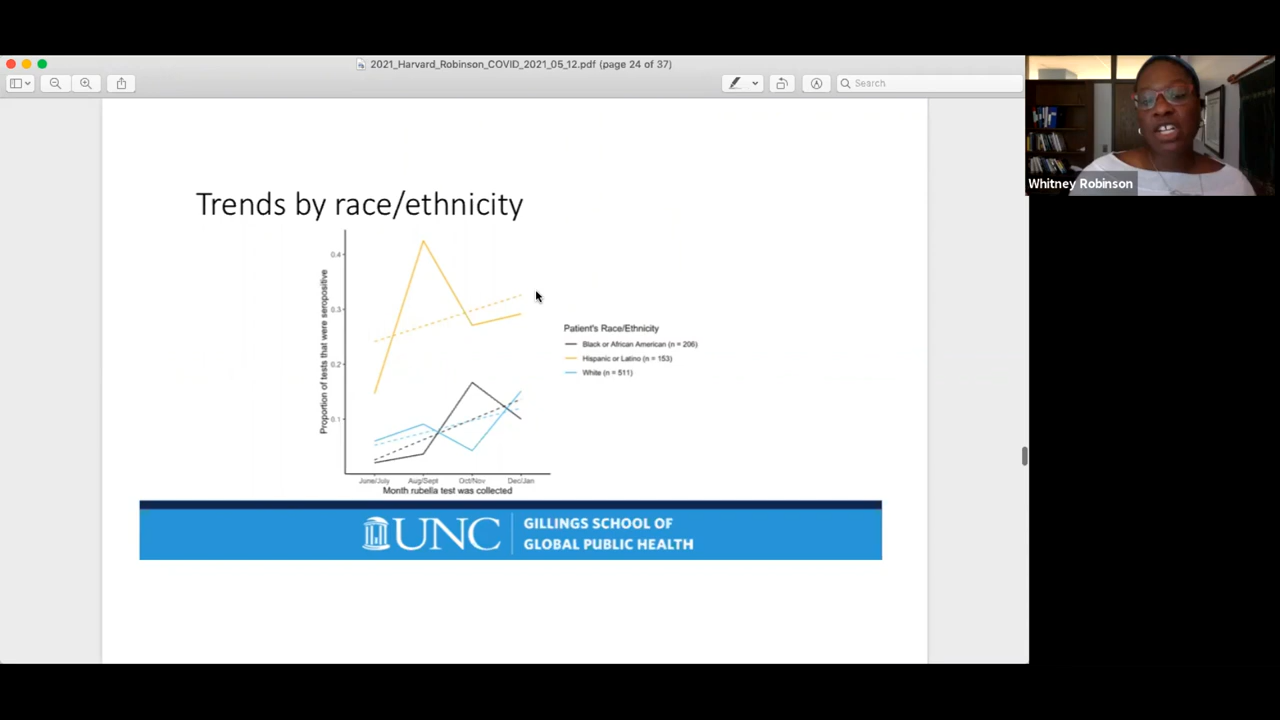 2021_Harvard_Robinson_COVID_2021_05_12.pdf (page 24 of 37)
Search
Whitney Robinson
Trends by race/ethnicity
0.4
0.3
0.2
0.1
Proportion of tests that were seropositive
June/July Aug/Sept Oct/Nov Dec/Jan
Month rubella test was collected
Patient's Race/Ethnicity
Black or African American (n = 206)
Hispanic or Latino (n = 153)
White (n = 511)
UNC
GILLINGS SCHOOL OF
GLOBAL PUBLIC HEALTH